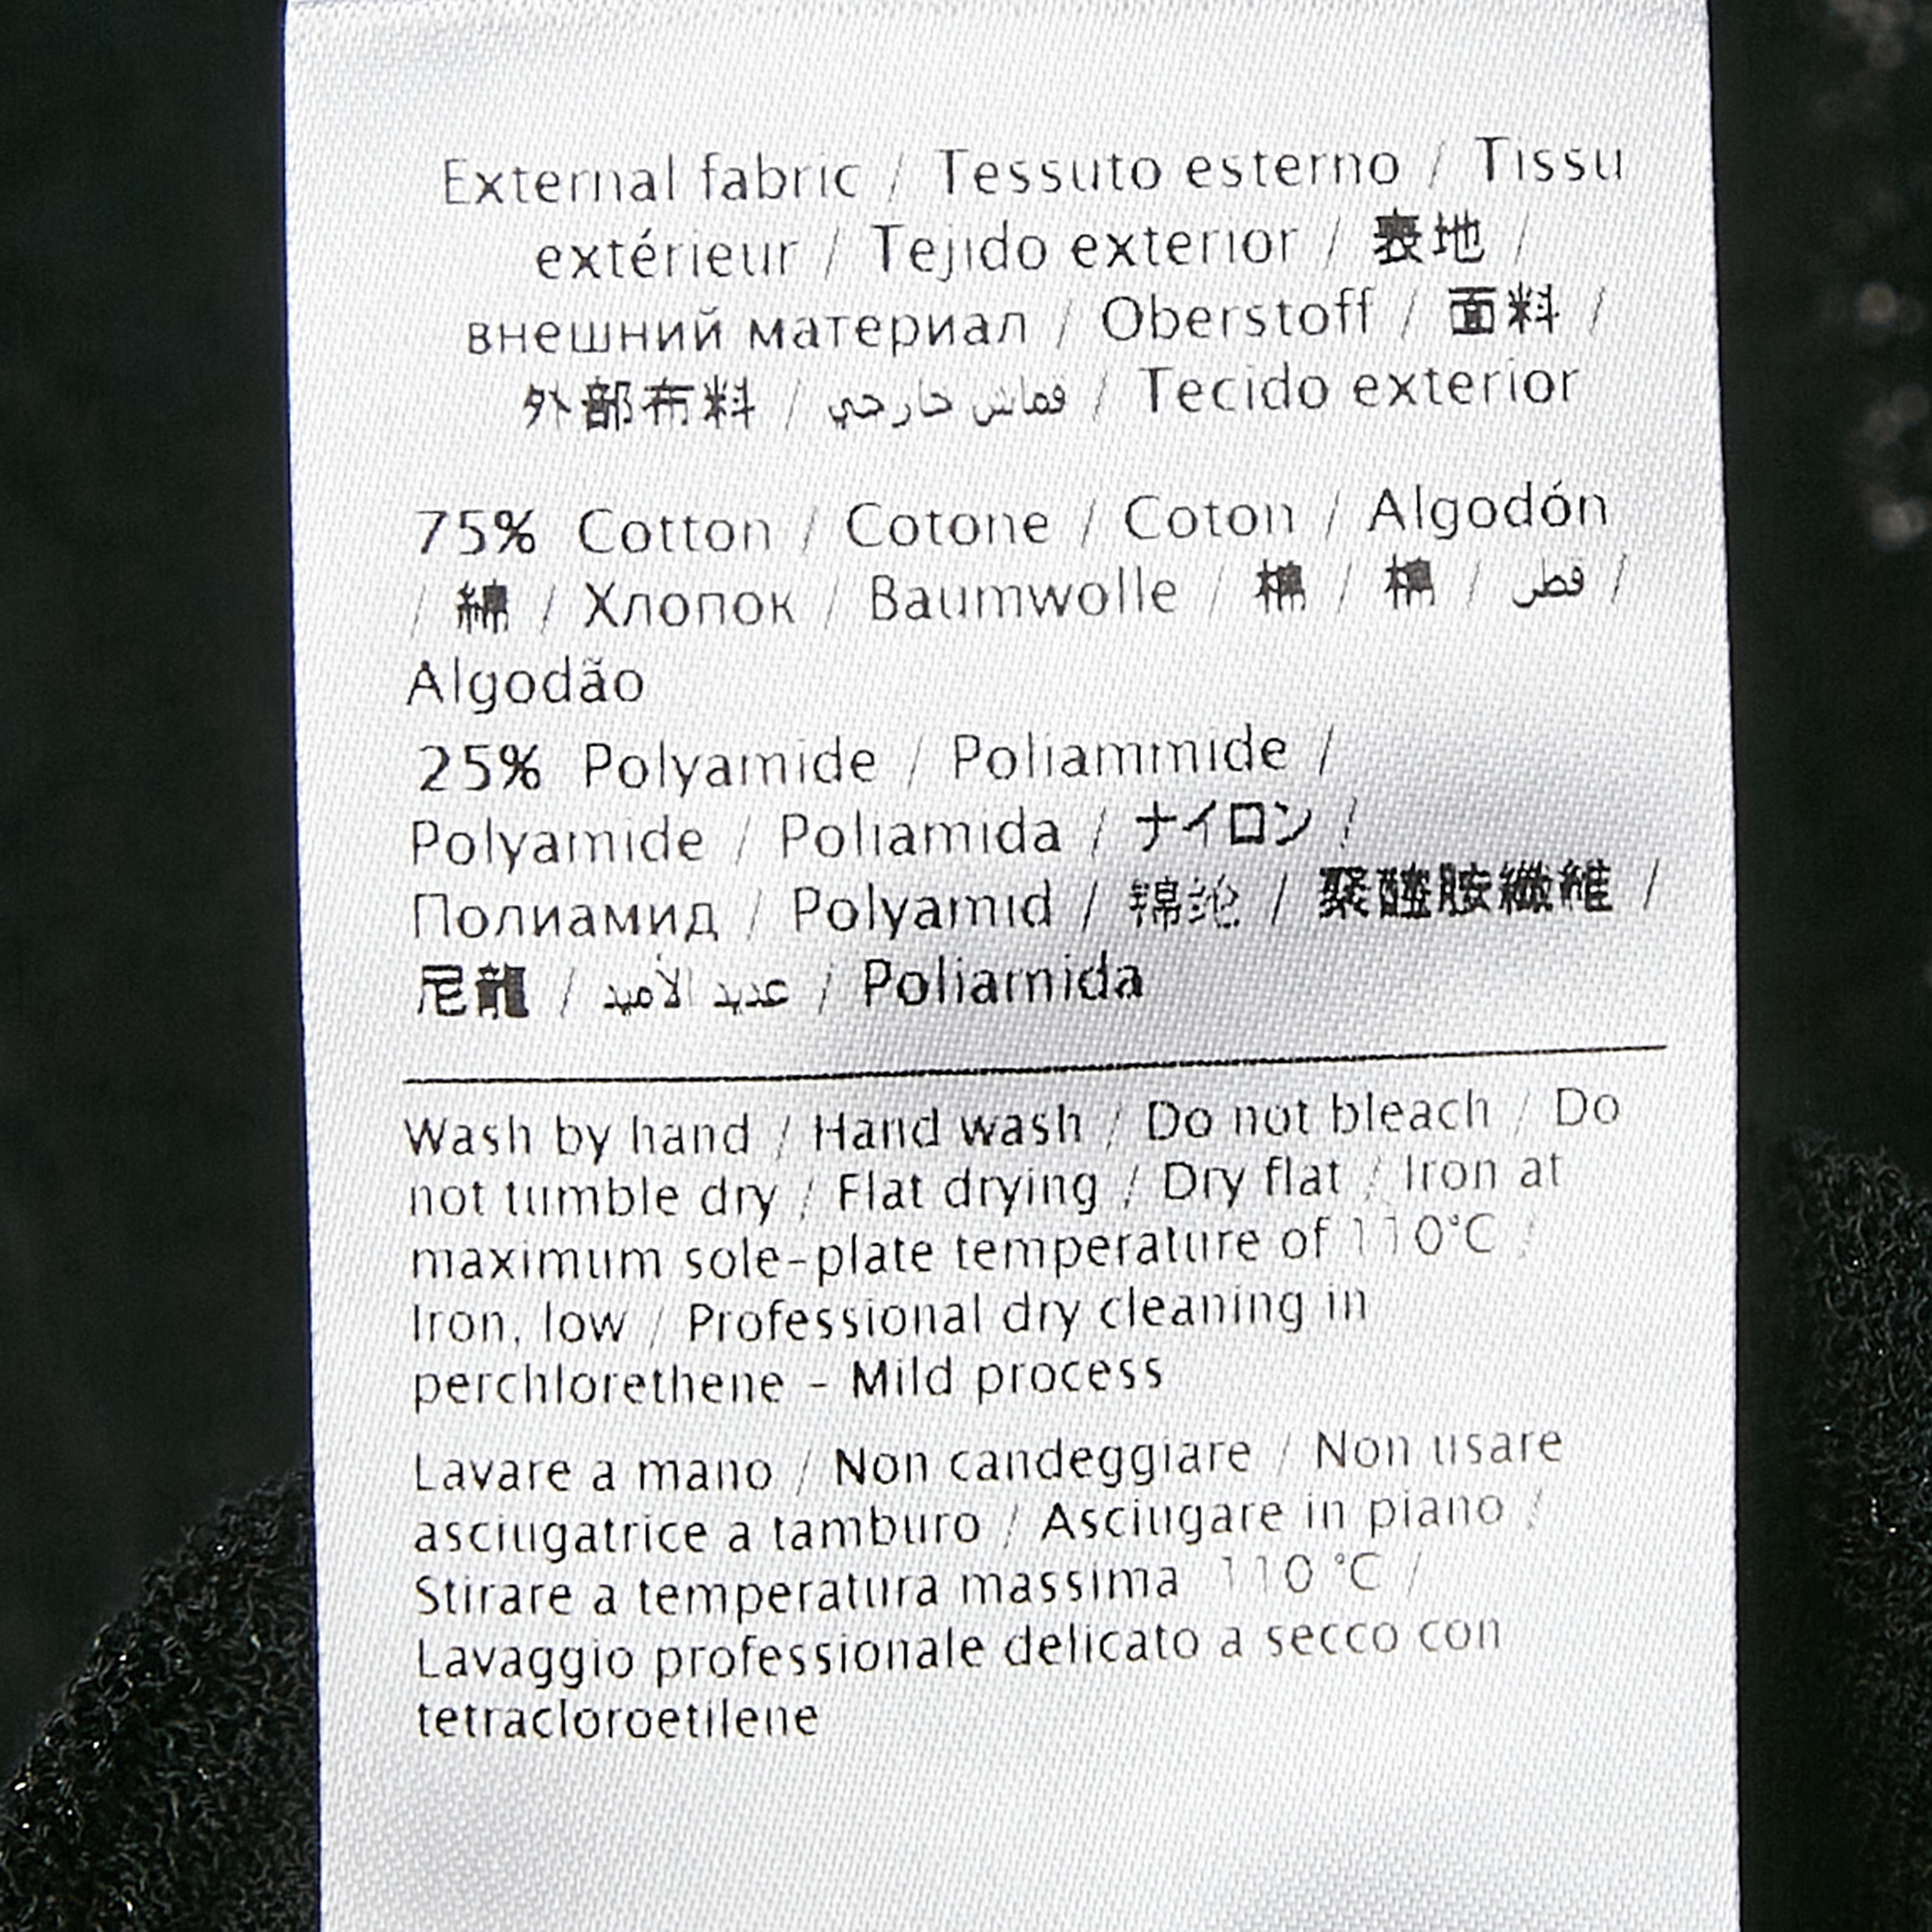 External fabric / Tessuto esterno / Tissu
extérieur / Tejido exterior / 表地 /
внешний материал / Oberstoff / 面料 /
外部布料 / قماش خارجي / Tecido exterior
75% Cotton / Cotone / Coton / Algodón
/ 綿 / Хлопок / Baumwolle / 棉 / 棉 / قطن /
Algodão
25% Polyamide / Poliammide /
Polyamide / Poliamida / ナイロン /
Полиамид / Polyamid / 锦纶 / 聚醯胺纖維 /
尼龍 / عديد الأميد / Poliamida
Wash by hand / Hand wash / Do not bleach / Do
not tumble dry / Flat drying / Dry flat / Iron at
maximum sole-plate temperature of 110°C /
Iron, low / Professional dry cleaning in
perchlorethene - Mild process
Lavare a mano / Non candeggiare / Non usare
asciugatrice a tamburo / Asciugare in piano /
Stirare a temperatura massima 110 °C /
Lavaggio professionale delicato a secco con
tetracloroetilene